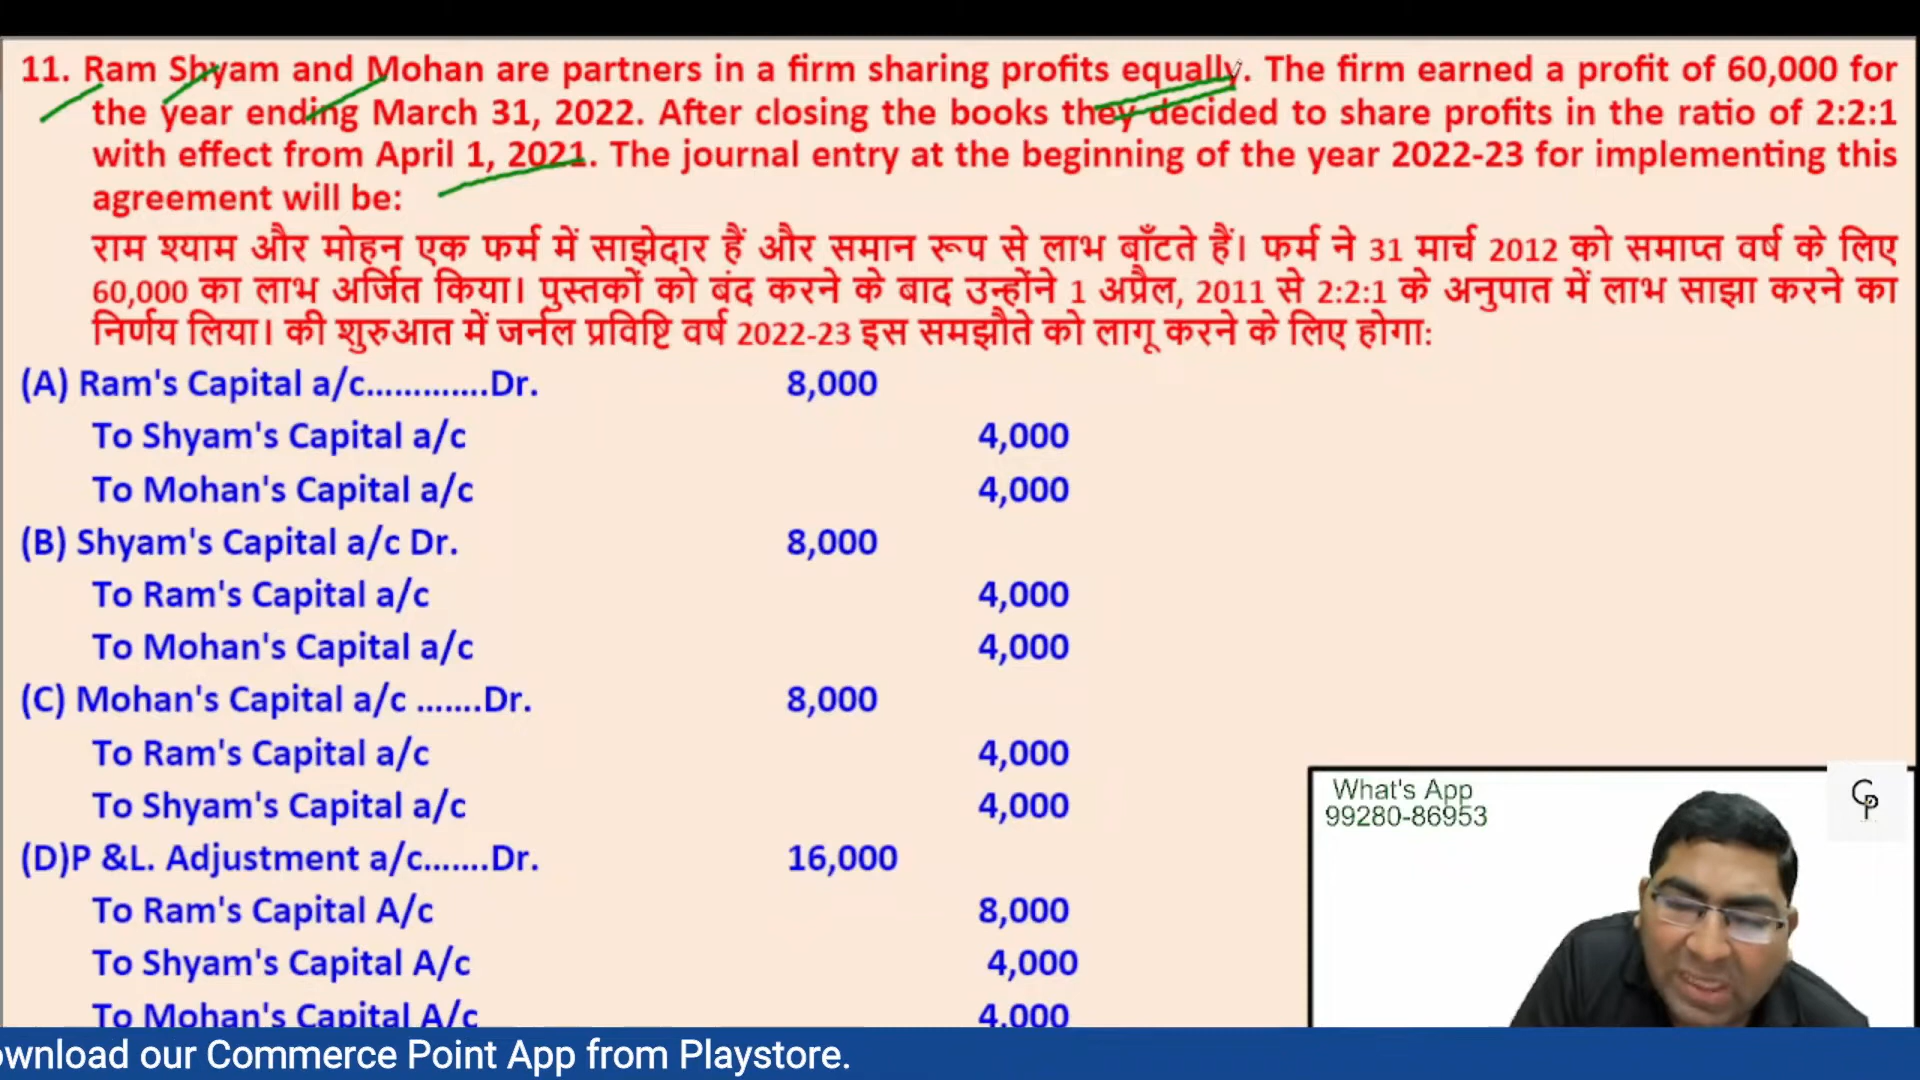 11. Ram Shyam and Mohan are partners in a firm sharing profits equally. The firm earned a profit of 60,000 for
the year ending March 31, 2022. After closing the books they decided to share profits in the ratio of 2:2:1
with effect from April 1, 2021. The journal entry at the beginning of the year 2022-23 for implementing this
agreement will be:
राम श्याम और मोहन एक फर्म में साझेदार हैं और समान रूप से लाभ बाँटते हैं। फर्म ने 31 मार्च 2012 को समाप्त वर्ष के लिए
60,000 का लाभ अर्जित किया। पुस्तकों को बंद करने के बाद उन्होंने 1 अप्रैल, 2011 से 2:2:1 के अनुपात में लाभ साझा करने का
निर्णय लिया। की शुरुआत में जर्नल प्रविष्टि वर्ष 2022-23 इस समझौते को लागू करने के लिए होगाः
(A) Ram's Capital a/c.............Dr. 8,000
To Shyam's Capital a/c 4,000
To Mohan's Capital a/c 4,000
(B) Shyam's Capital a/c Dr. 8,000
To Ram's Capital a/c 4,000
To Mohan's Capital a/c 4,000
(C) Mohan's Capital a/c .......Dr. 8,000
To Ram's Capital a/c 4,000
To Shyam's Capital a/c 4,000
(D)P &L. Adjustment a/c.......Dr. 16,000
To Ram's Capital A/c 8,000
To Shyam's Capital A/c 4,000
To Mohan's Capital A/c 4,000
What's App
99280-86953
CP
ownload our Commerce Point App from Playstore.